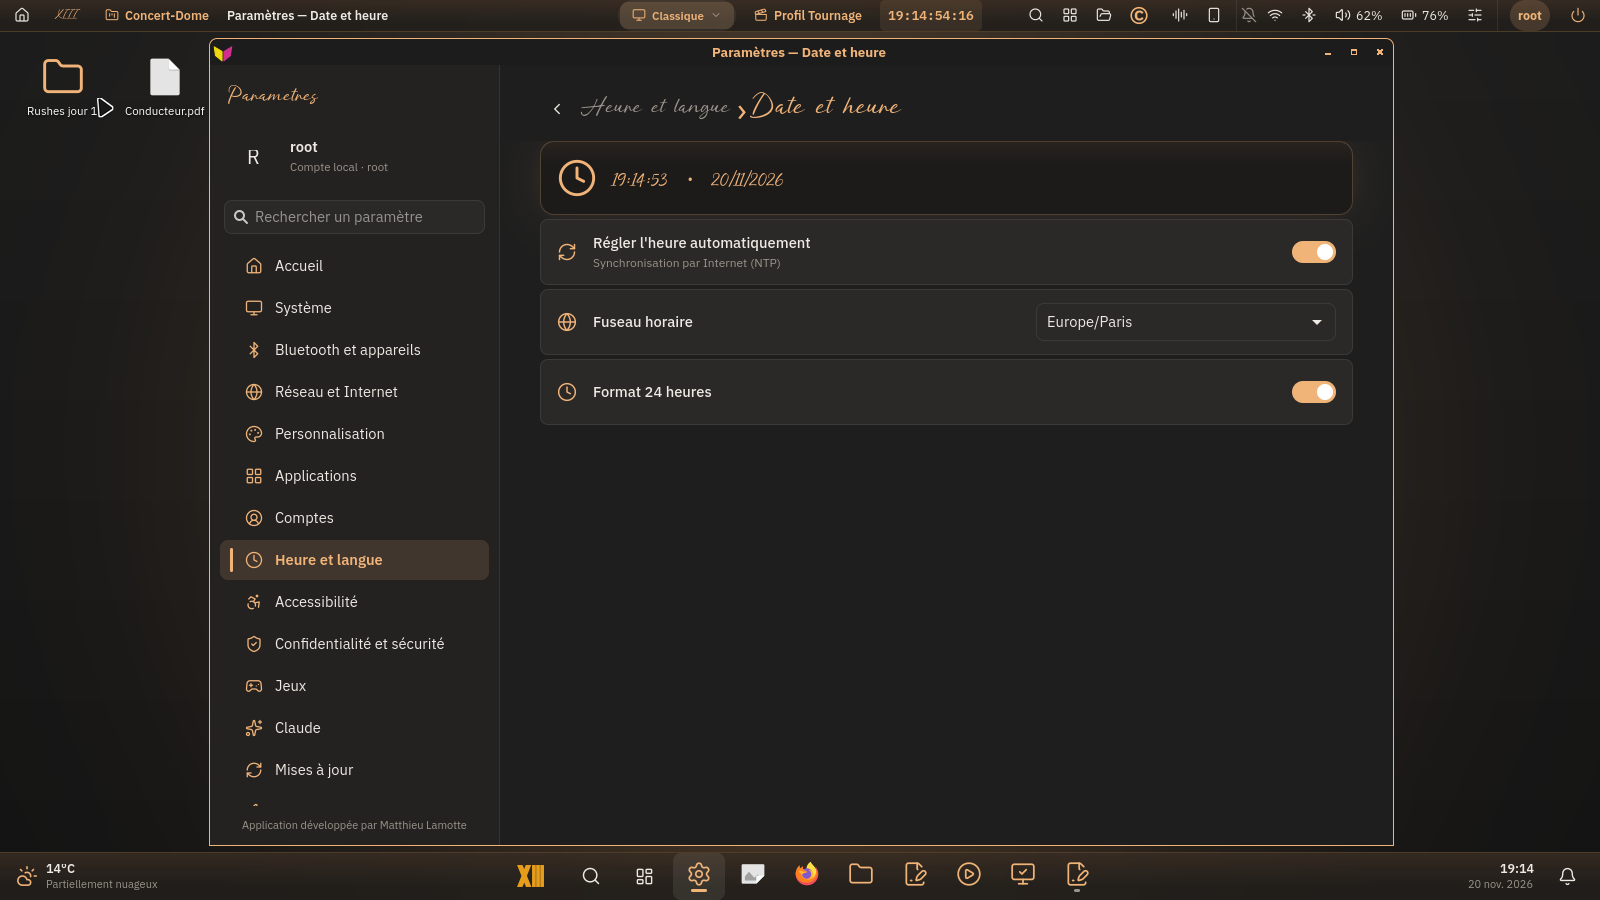 XIII Concert-Dome Paramètres — Date et heure Classique Profil Tournage 19:14:54:16 62% 76% root
Rushes jour 1 Conducteur.pdf
Paramètres — Date et heure
Paramètres
root
Compte local · root
Rechercher un paramètre
Accueil
Système
Bluetooth et appareils
Réseau et Internet
Personnalisation
Applications
Comptes
Heure et langue
Accessibilité
Confidentialité et sécurité
Jeux
Claude
Mises à jour
Application développée par Matthieu Lamotte
Heure et langue › Date et heure
19:14:53 • 20/11/2026
Régler l'heure automatiquement
Synchronisation par Internet (NTP)
Fuseau horaire Europe/Paris
Format 24 heures
14°C
Partiellement nuageux
XIII
19:14
20 nov. 2026